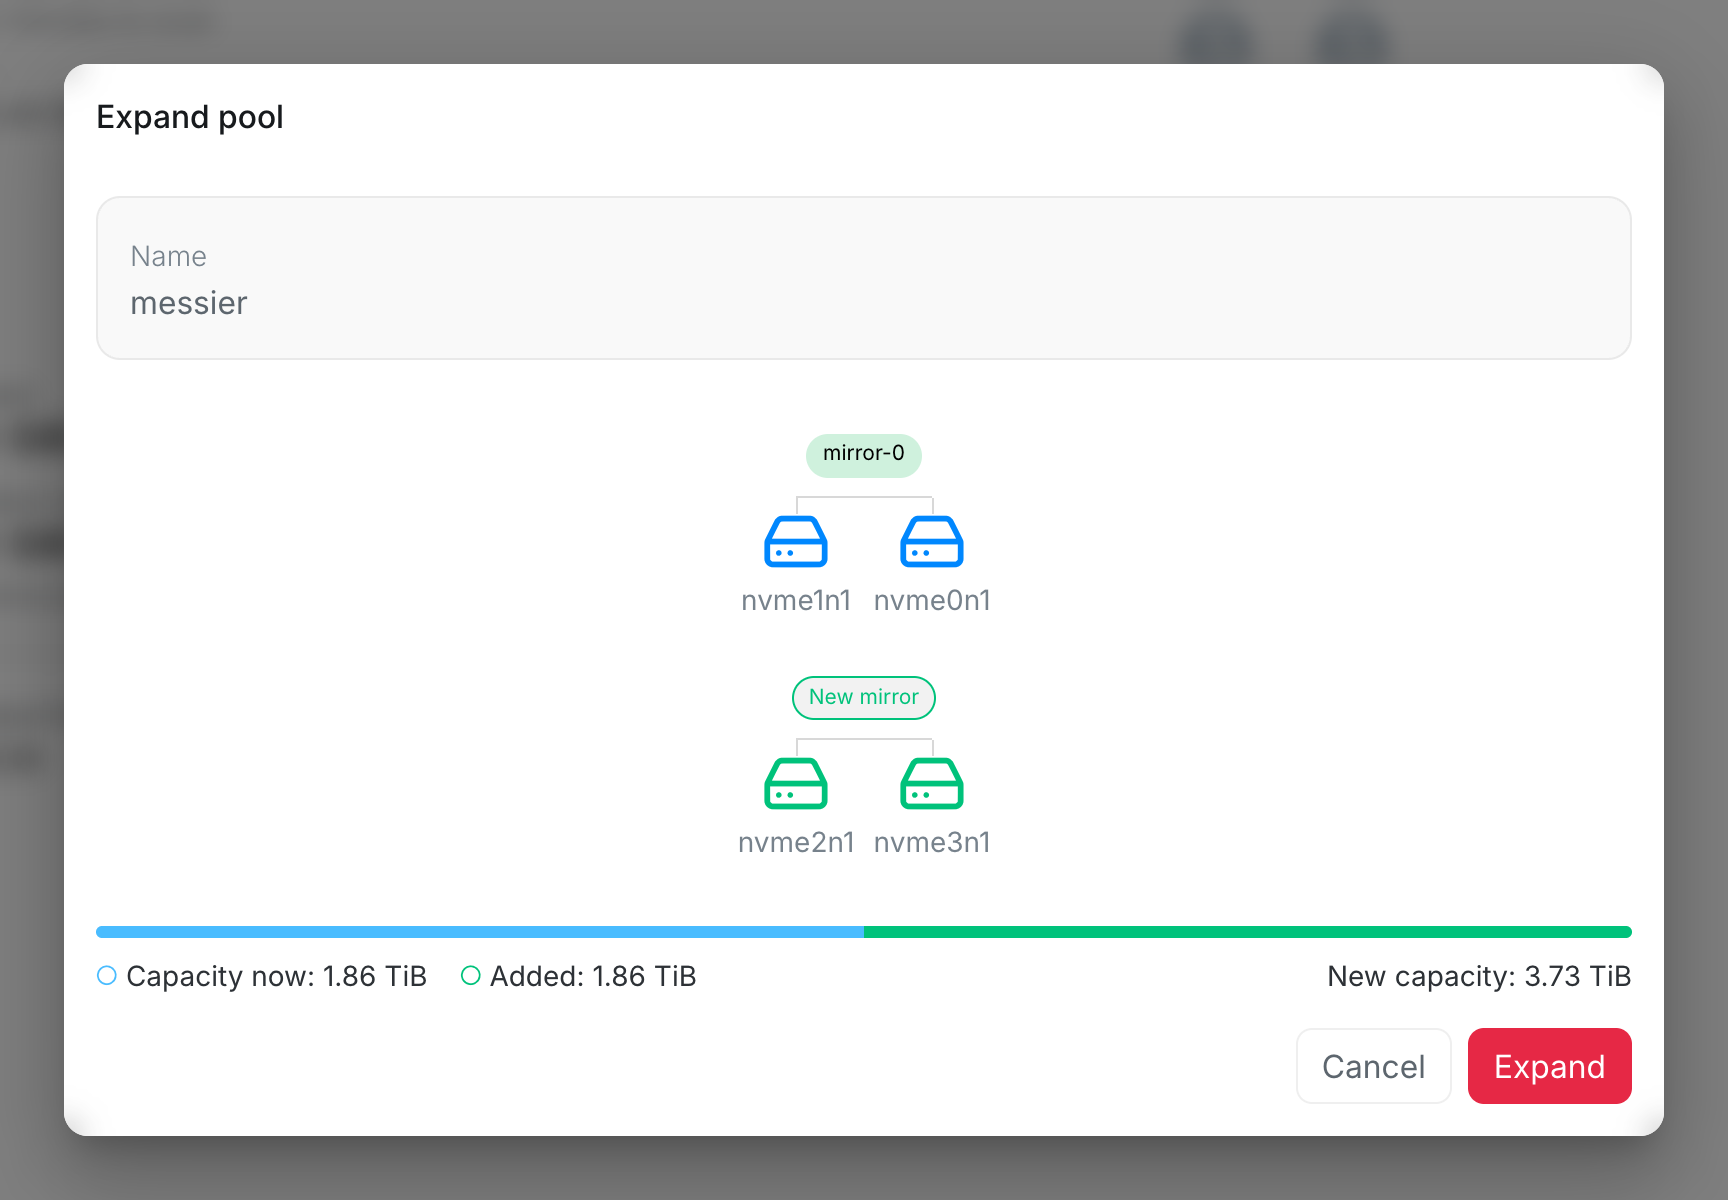 Expand pool
Name
messier
mirror-0
nvme1n1 nvme0n1
New mirror
nvme2n1 nvme3n1
Capacity now: 1.86 TiB Added: 1.86 TiB New capacity: 3.73 TiB
Cancel Expand